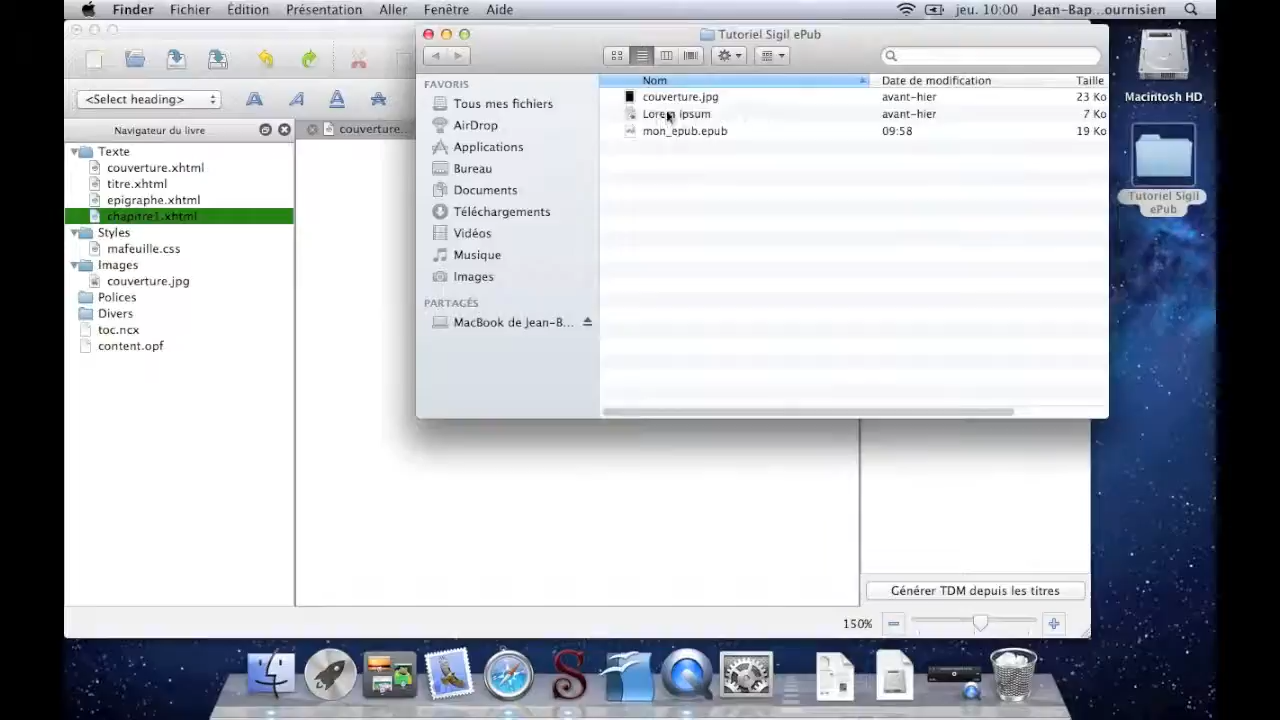 Finder Fichier Édition Présentation Aller Fenêtre Aide jeu. 10:00 Jean-Bap...ournisien
Tutoriel Sigil ePub
<Select heading> A A A A
Navigateur du livre
couverture...
Texte
couverture.xhtml
titre.xhtml
epigraphe.xhtml
chapitre1.xhtml
Styles
mafeuille.css
Images
couverture.jpg
Polices
Divers
toc.ncx
content.opf
FAVORIS
Tous mes fichiers
AirDrop
Applications
Bureau
Documents
Téléchargements
Vidéos
Musique
Images
PARTAGÉS
MacBook de Jean-B...
Nom Date de modification Taille
couverture.jpg avant-hier 23 Ko
Lorem ipsum avant-hier 7 Ko
mon_epub.epub 09:58 19 Ko
Macintosh HD
Tutoriel Sigil
ePub
Générer TDM depuis les titres
150%